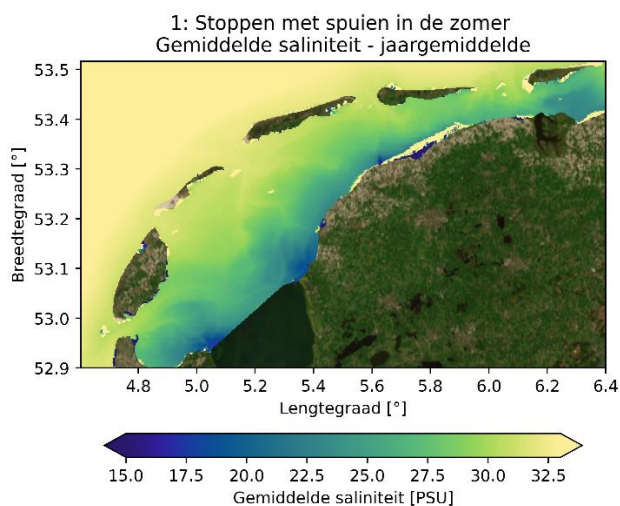 1: Stoppen met spuien in de zomer
Gemiddelde saliniteit - jaargemiddelde
53.5
53.4
53.3
53.2
53.1
53.0
52.9
Breedtegraad [°]
4.8 5.0 5.2 5.4 5.6 5.8 6.0 6.2 6.4
Lengtegraad [°]
15.0 17.5 20.0 22.5 25.0 27.5 30.0 32.5
Gemiddelde saliniteit [PSU]